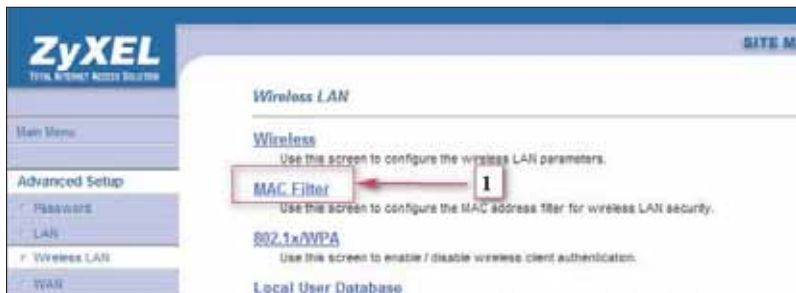 ZyXEL
TOTAL INTERNET ACCESS SOLUTION
SITE M
Wireless LAN
Main Menu
Wireless
Use this screen to configure the wireless LAN parameters.
Advanced Setup
MAC Filter
1
Use this screen to configure the MAC address filter for wireless LAN security.
Password
LAN
802.1x/WPA
Use this screen to enable / disable wireless client authentication.
Wireless LAN
WAN
Local User Database